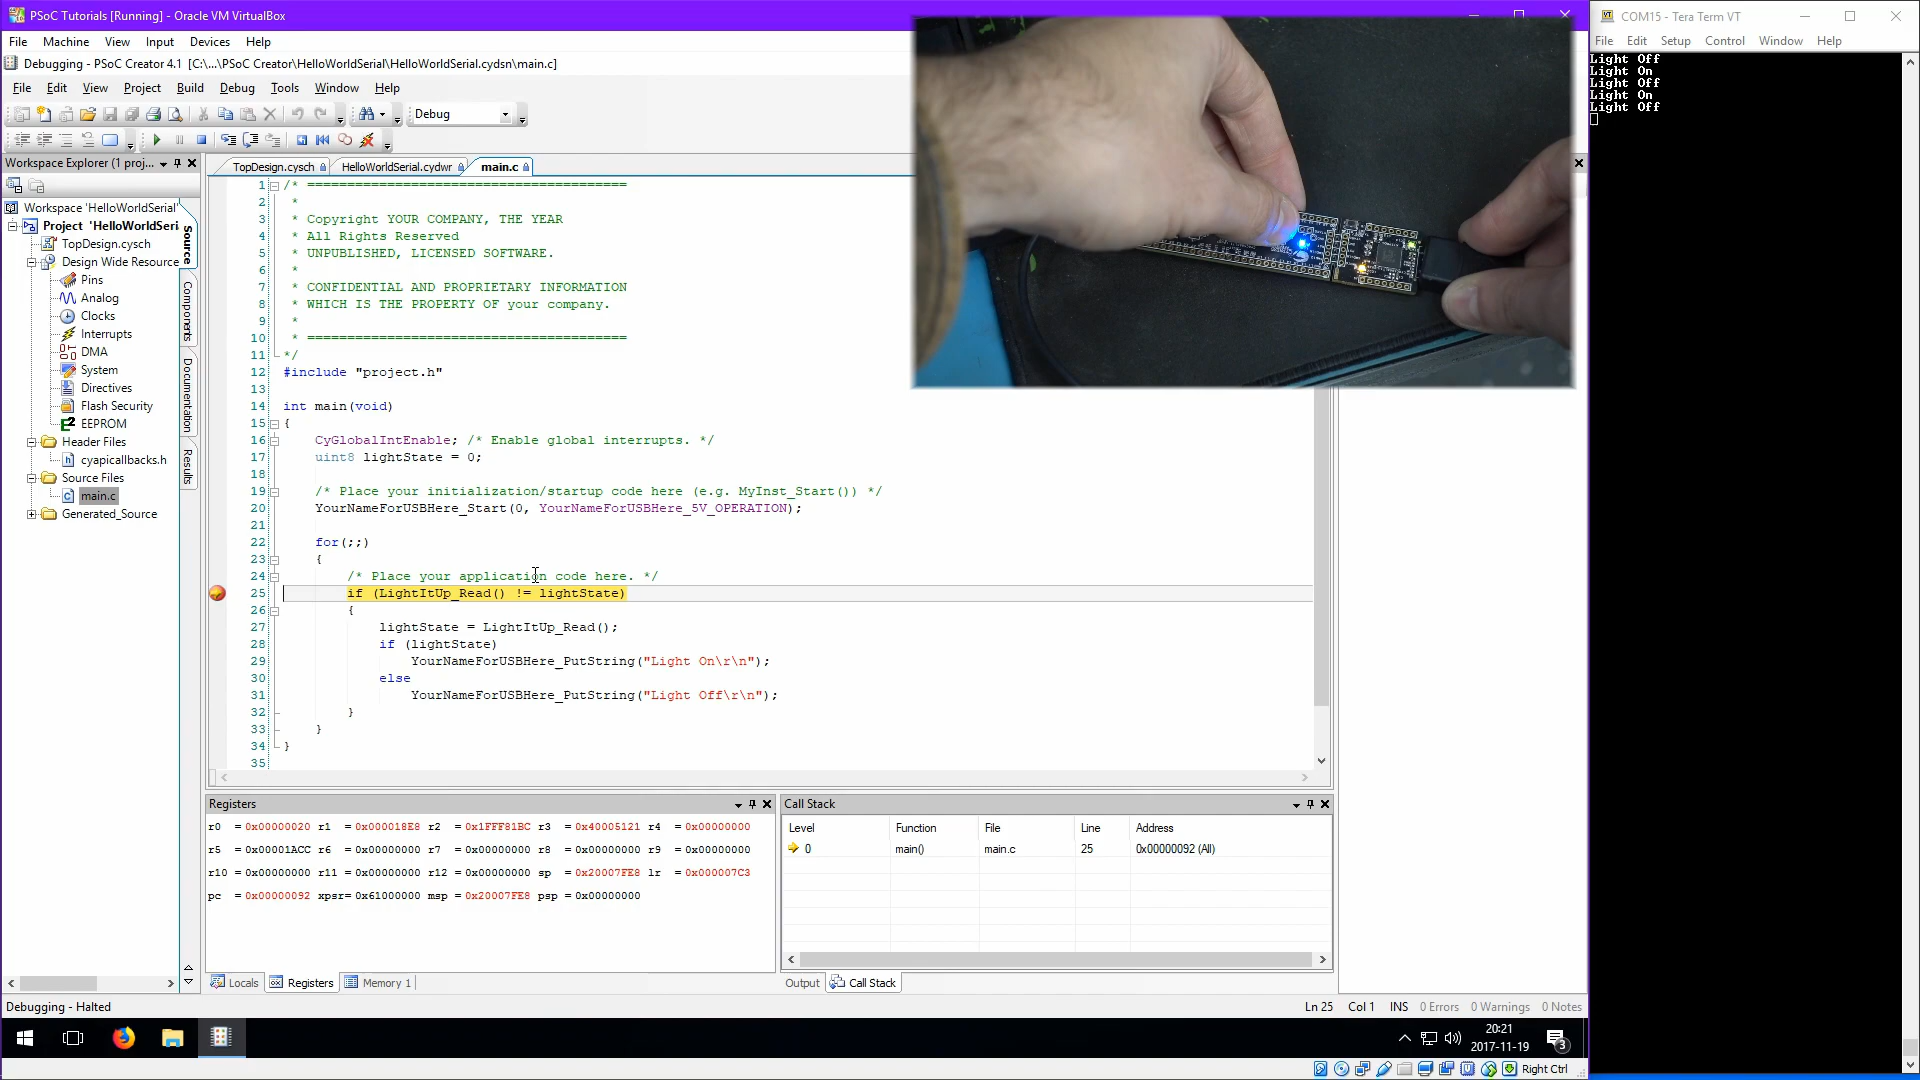 PSoC Tutorials [Running] - Oracle VM VirtualBox
File Machine View Input Devices Help
Debugging - PSoC Creator 4.1 [C:\...\PSoC Creator\HelloWorldSerial\HelloWorldSerial.cydsn\main.c]
File Edit View Project Build Debug Tools Window Help
Debug
Workspace Explorer (1 proj...
Workspace 'HelloWorldSerial'
Project 'HelloWorldSeri
TopDesign.cysch
Design Wide Resource
Pins
Analog
Clocks
Interrupts
DMA
System
Directives
Flash Security
EEPROM
Header Files
cyapicallbacks.h
Source Files
main.c
Generated_Source
Source
Components
Documentation
Results
TopDesign.cysch HelloWorldSerial.cydwr main.c
1 /* ========================================
2 *
3 * Copyright YOUR COMPANY, THE YEAR
4 * All Rights Reserved
5 * UNPUBLISHED, LICENSED SOFTWARE.
6 *
7 * CONFIDENTIAL AND PROPRIETARY INFORMATION
8 * WHICH IS THE PROPERTY OF your company.
9 *
10 * ========================================
11 */
12 #include "project.h"
13
14 int main(void)
15 {
16 CyGlobalIntEnable; /* Enable global interrupts. */
17 uint8 lightState = 0;
18
19 /* Place your initialization/startup code here (e.g. MyInst_Start()) */
20 YourNameForUSBHere_Start(0, YourNameForUSBHere_5V_OPERATION);
21
22 for(;;)
23 {
24 /* Place your application code here. */
25 if (LightItUp_Read() != lightState)
26 {
27 lightState = LightItUp_Read();
28 if (lightState)
29 YourNameForUSBHere_PutString("Light On\r\n");
30 else
31 YourNameForUSBHere_PutString("Light Off\r\n");
32 }
33 }
34 }
35
Registers
r0 = 0x00000020 r1 = 0x000018E8 r2 = 0x1FFF81BC r3 = 0x40005121 r4 = 0x00000000
r5 = 0x00001ACC r6 = 0x00000000 r7 = 0x00000000 r8 = 0x00000000 r9 = 0x00000000
r10 = 0x00000000 r11 = 0x00000000 r12 = 0x00000000 sp = 0x20007FE8 lr = 0x000007C3
pc = 0x00000092 xpsr= 0x61000000 msp = 0x20007FE8 psp = 0x00000000
Locals Registers Memory 1
Call Stack
Level Function File Line Address
0 main() main.c 25 0x00000092 (All)
Output Call Stack
Debugging - Halted
Ln 25 Col 1 INS 0 Errors 0 Warnings 0 Notes
20:21
2017-11-19
3
Right Ctrl
COM15 - Tera Term VT
File Edit Setup Control Window Help
Light Off
Light On
Light Off
Light On
Light Off